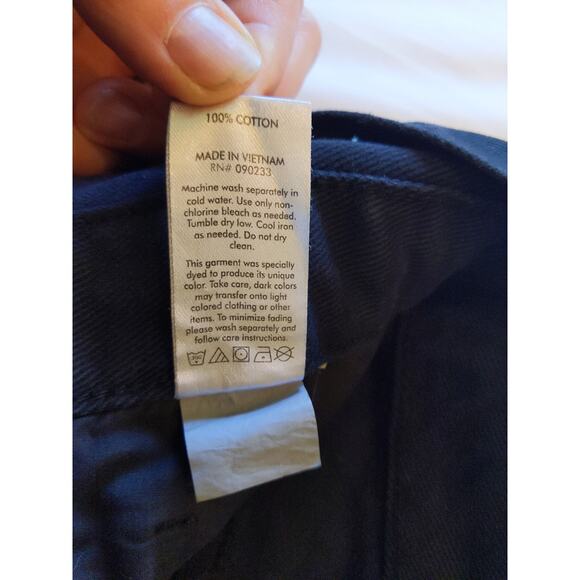 100% COTTON
MADE IN VIETNAM
RN# 090233
Machine wash separately in
cold water. Use only non-
chlorine bleach as needed.
Tumble dry low. Cool iron
as needed. Do not dry
clean.
This garment was specially
dyed to produce its unique
color. Take care, dark colors
may transfer onto light
colored clothing or other
items. To minimize fading
please wash separately and
follow care instructions.